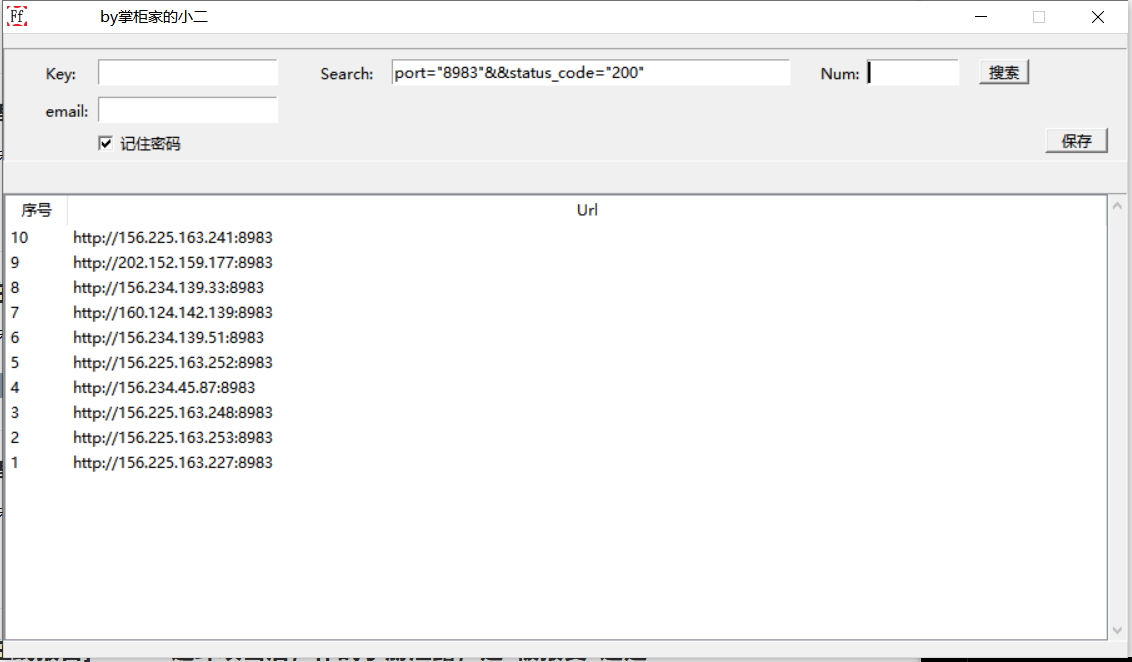 Ff
by掌柜家的小二
Key:
Search: port="8983"&&status_code="200"
Num:
搜索
email:
记住密码
保存
序号 Url
10 http://156.225.163.241:8983
9 http://202.152.159.177:8983
8 http://156.234.139.33:8983
7 http://160.124.142.139:8983
6 http://156.234.139.51:8983
5 http://156.225.163.252:8983
4 http://156.234.45.87:8983
3 http://156.225.163.248:8983
2 http://156.225.163.253:8983
1 http://156.225.163.227:8983